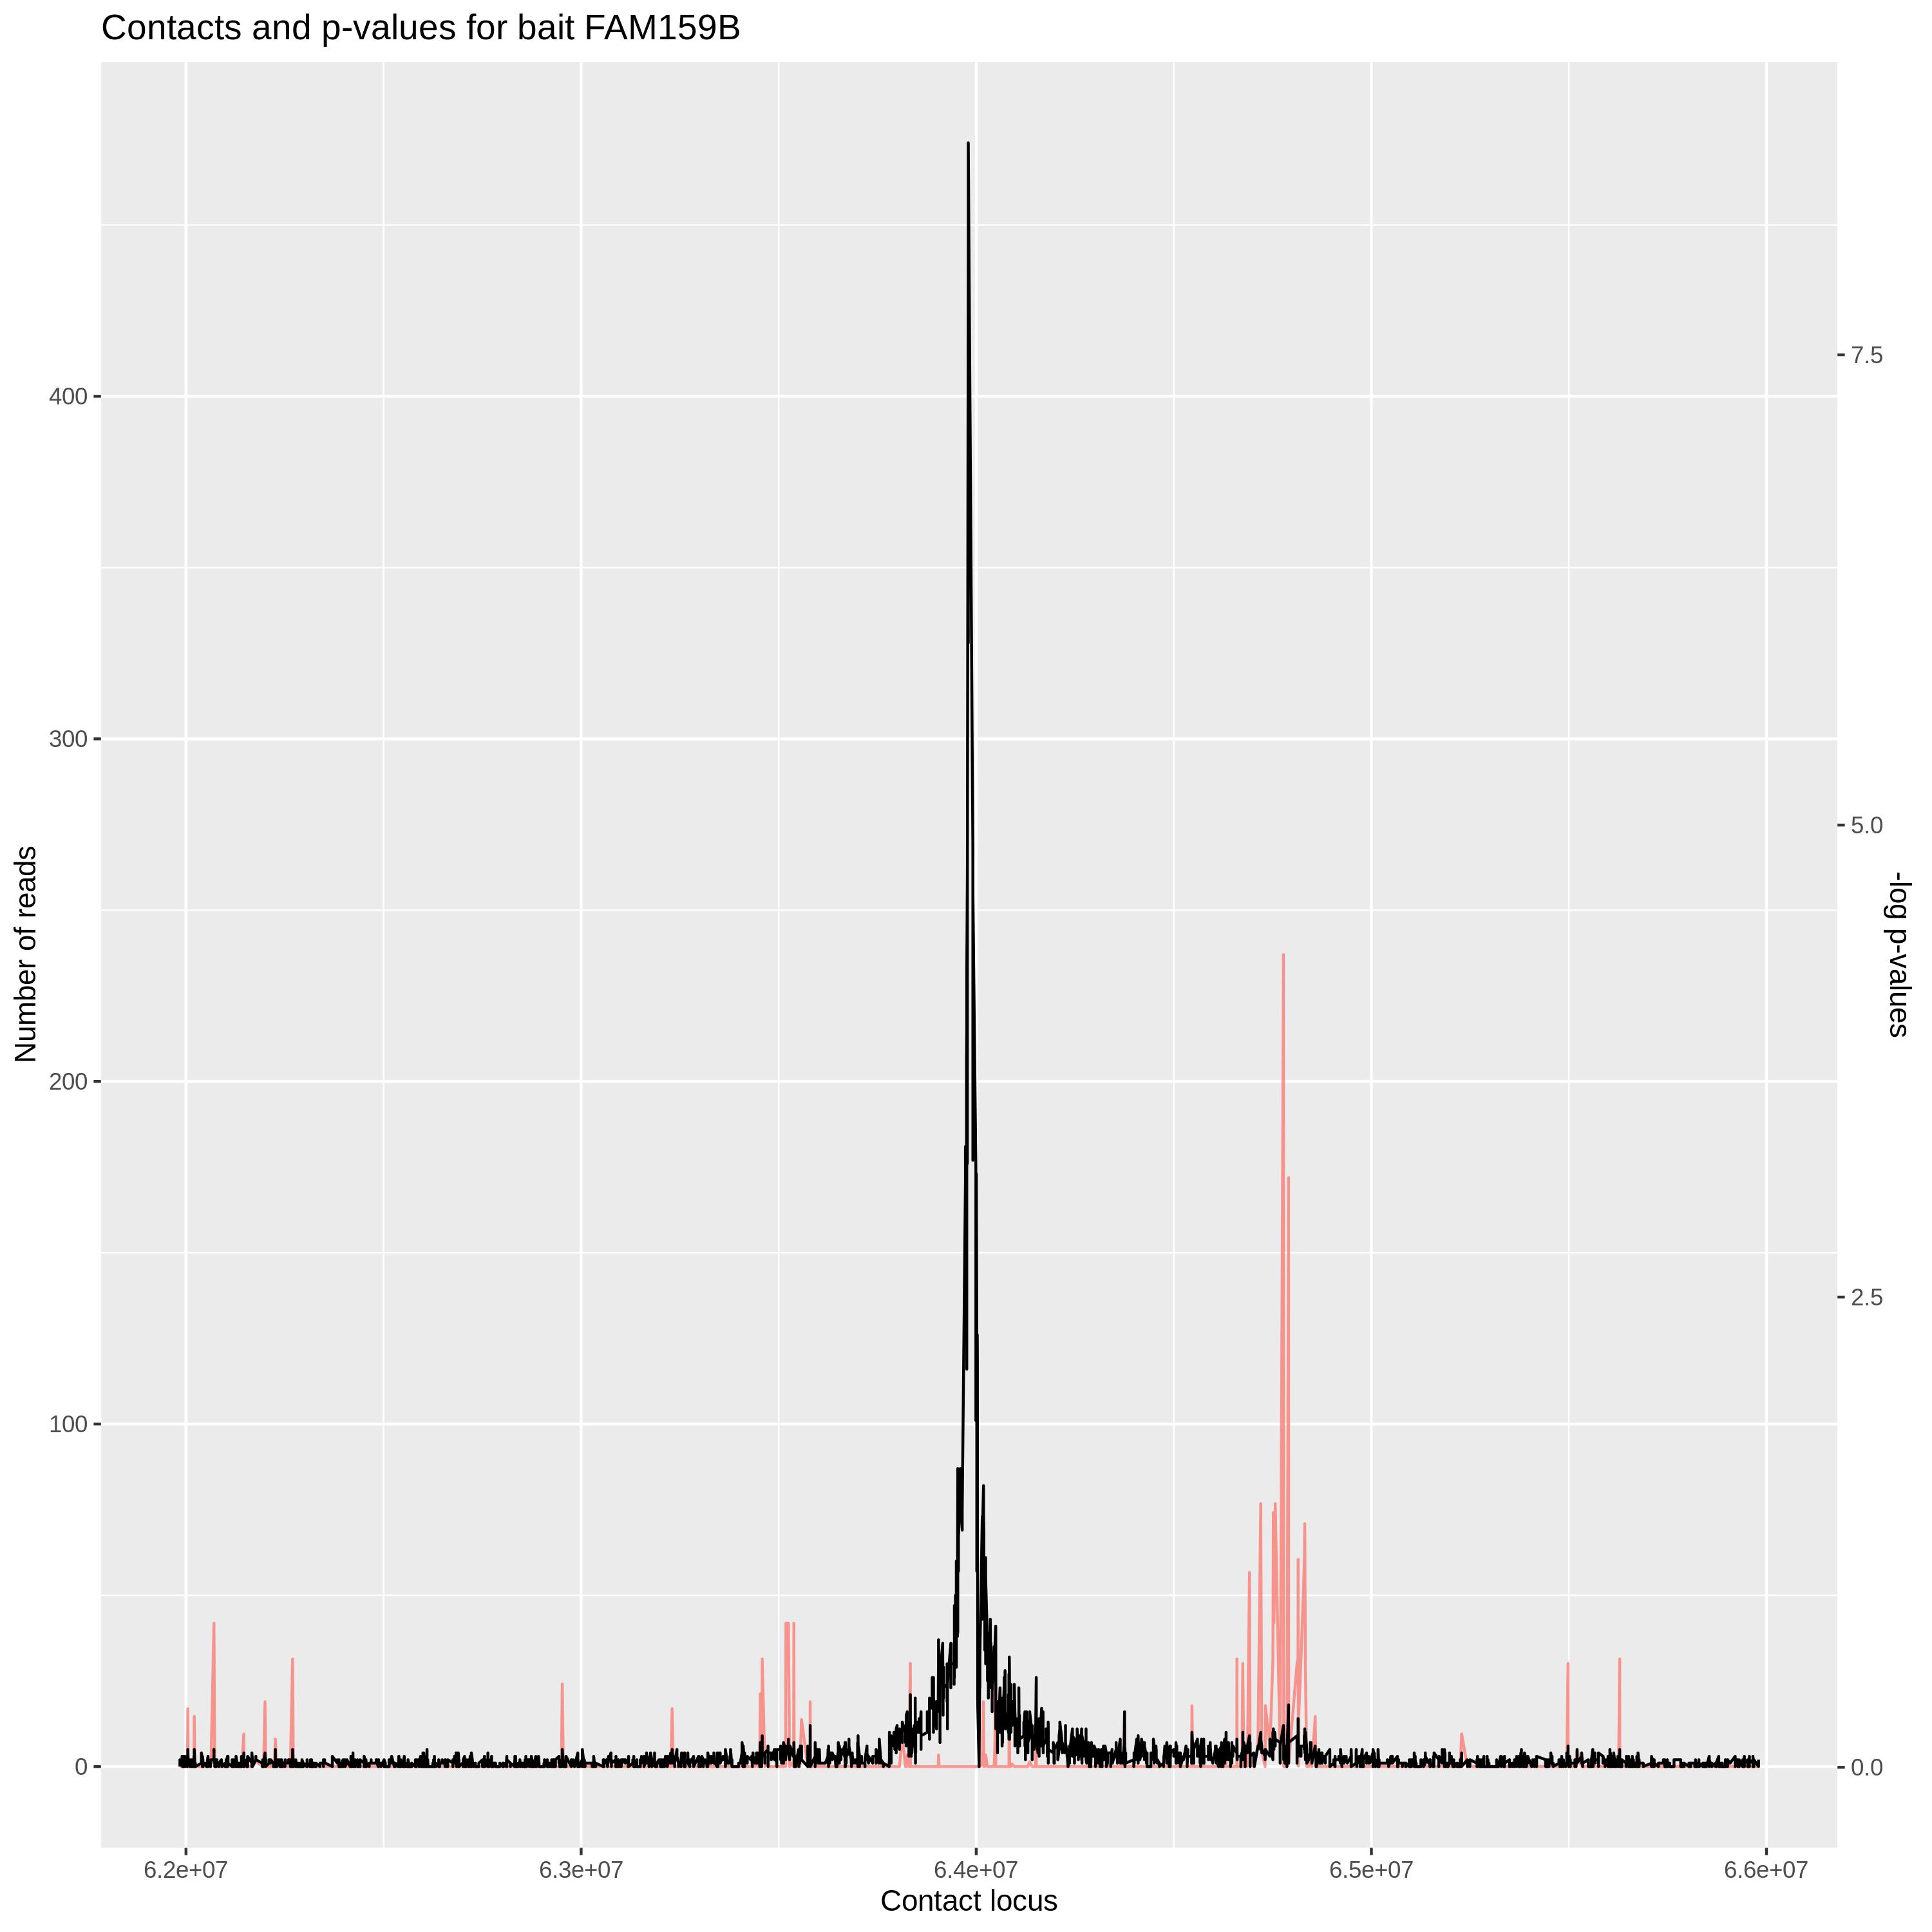 Contacts and p-values for bait FAM159B
Number of reads
400
300
200
100
0
7.5
5.0
2.5
0.0
-log p-values
6.2e+07 6.3e+07 6.4e+07 6.5e+07 6.6e+07
Contact locus